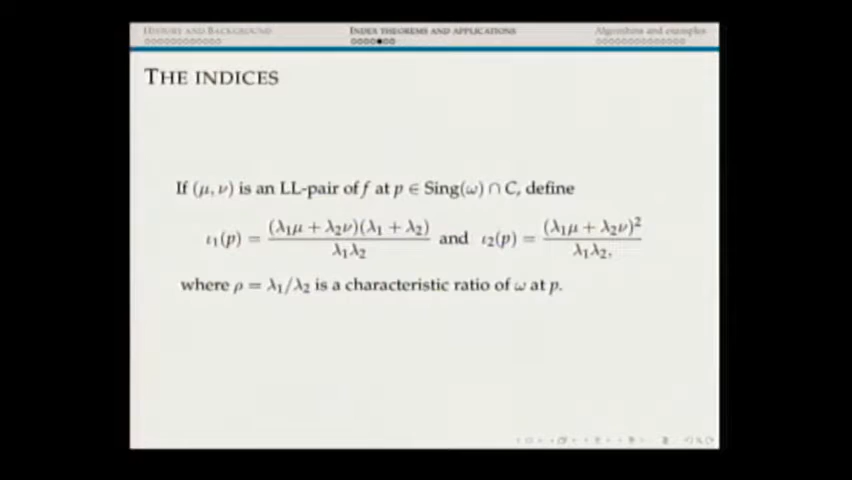 HISTORY AND BACKGROUND INDEX THEOREMS AND APPLICATIONS Algorithms and examples
THE INDICES
If (μ, ν) is an LL-pair of f at p ∈ Sing(ω) ∩ C, define
ι₁(p) = (λ₁μ + λ₂ν)(λ₁ + λ₂) / λ₁λ₂ and ι₂(p) = (λ₁μ + λ₂ν)² / λ₁λ₂,
where ρ = λ₁/λ₂ is a characteristic ratio of ω at p.